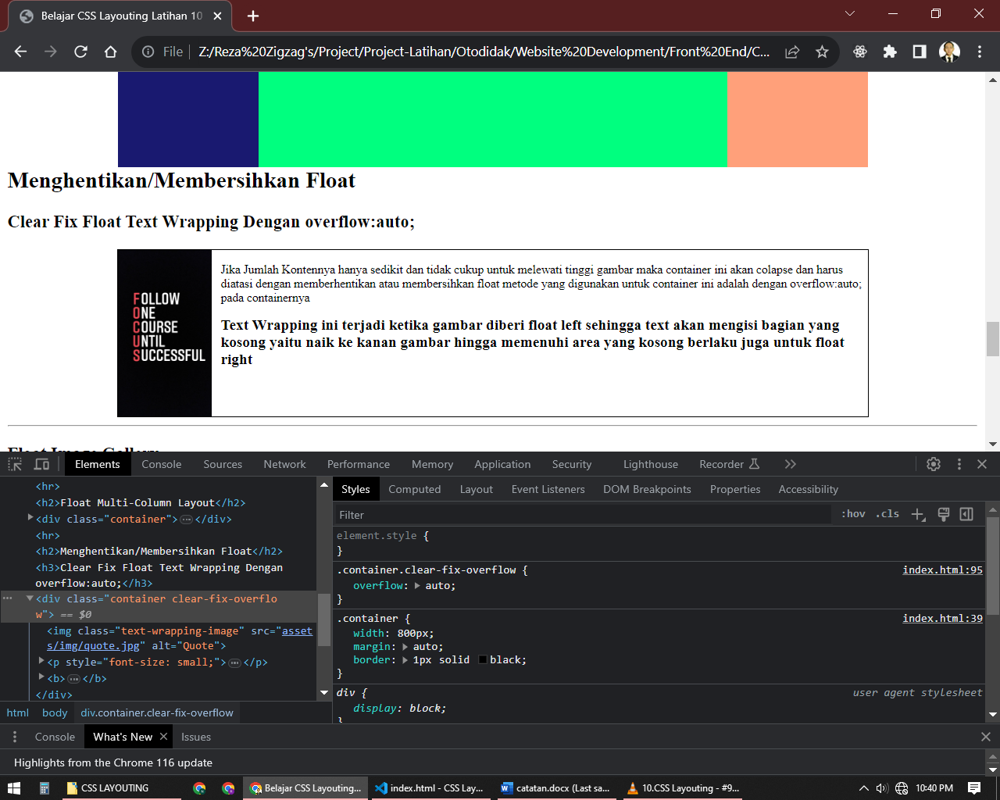 Belajar CSS Layouting Latihan 10
File
Z:/Reza%20Zigzag's/Project/Project-Latihan/Otodidak/Website%20Development/Front%20End/C...
Menghentikan/Membersihkan Float
Clear Fix Float Text Wrapping Dengan overflow:auto;
FOLLOW
ONE
COURSE
UNTIL
SUCCESSFUL
Jika Jumlah Kontennya hanya sedikit dan tidak cukup untuk melewati tinggi gambar maka container ini akan colapse dan harus
diatasi dengan memberhentikan atau membersihkan float metode yang digunakan untuk container ini adalah dengan overflow:auto;
pada containernya
Text Wrapping ini terjadi ketika gambar diberi float left sehingga text akan mengisi bagian yang
kosong yaitu naik ke kanan gambar hingga memenuhi area yang kosong berlaku juga untuk float
right
Float Image Gallery
Elements Console Sources Network Performance Memory Application Security Lighthouse Recorder
<hr>
<h2>Float Multi-Column Layout</h2>
<div class="container">…</div>
<hr>
<h2>Menghentikan/Membersihkan Float</h2>
<h3>Clear Fix Float Text Wrapping Dengan
overflow:auto;</h3>
<div class="container clear-fix-overflo
w"> == $0
<img class="text-wrapping-image" src="asset
s/img/quote.jpg" alt="Quote">
<p style="font-size: small;">…</p>
<b>…</b>
</div>
html body div.container.clear-fix-overflow
Styles Computed Layout Event Listeners DOM Breakpoints Properties Accessibility
Filter :hov .cls
element.style {
}
.container.clear-fix-overflow { index.html:95
overflow: auto;
}
.container { index.html:39
width: 800px;
margin: auto;
border: 1px solid black;
}
div { user agent stylesheet
display: block;
}
Console What's New Issues
Highlights from the Chrome 116 update
CSS LAYOUTING
Belajar CSS Layouting...
index.html - CSS Lay...
catatan.docx (Last sa...
10.CSS Layouting - #9...
10:40 PM